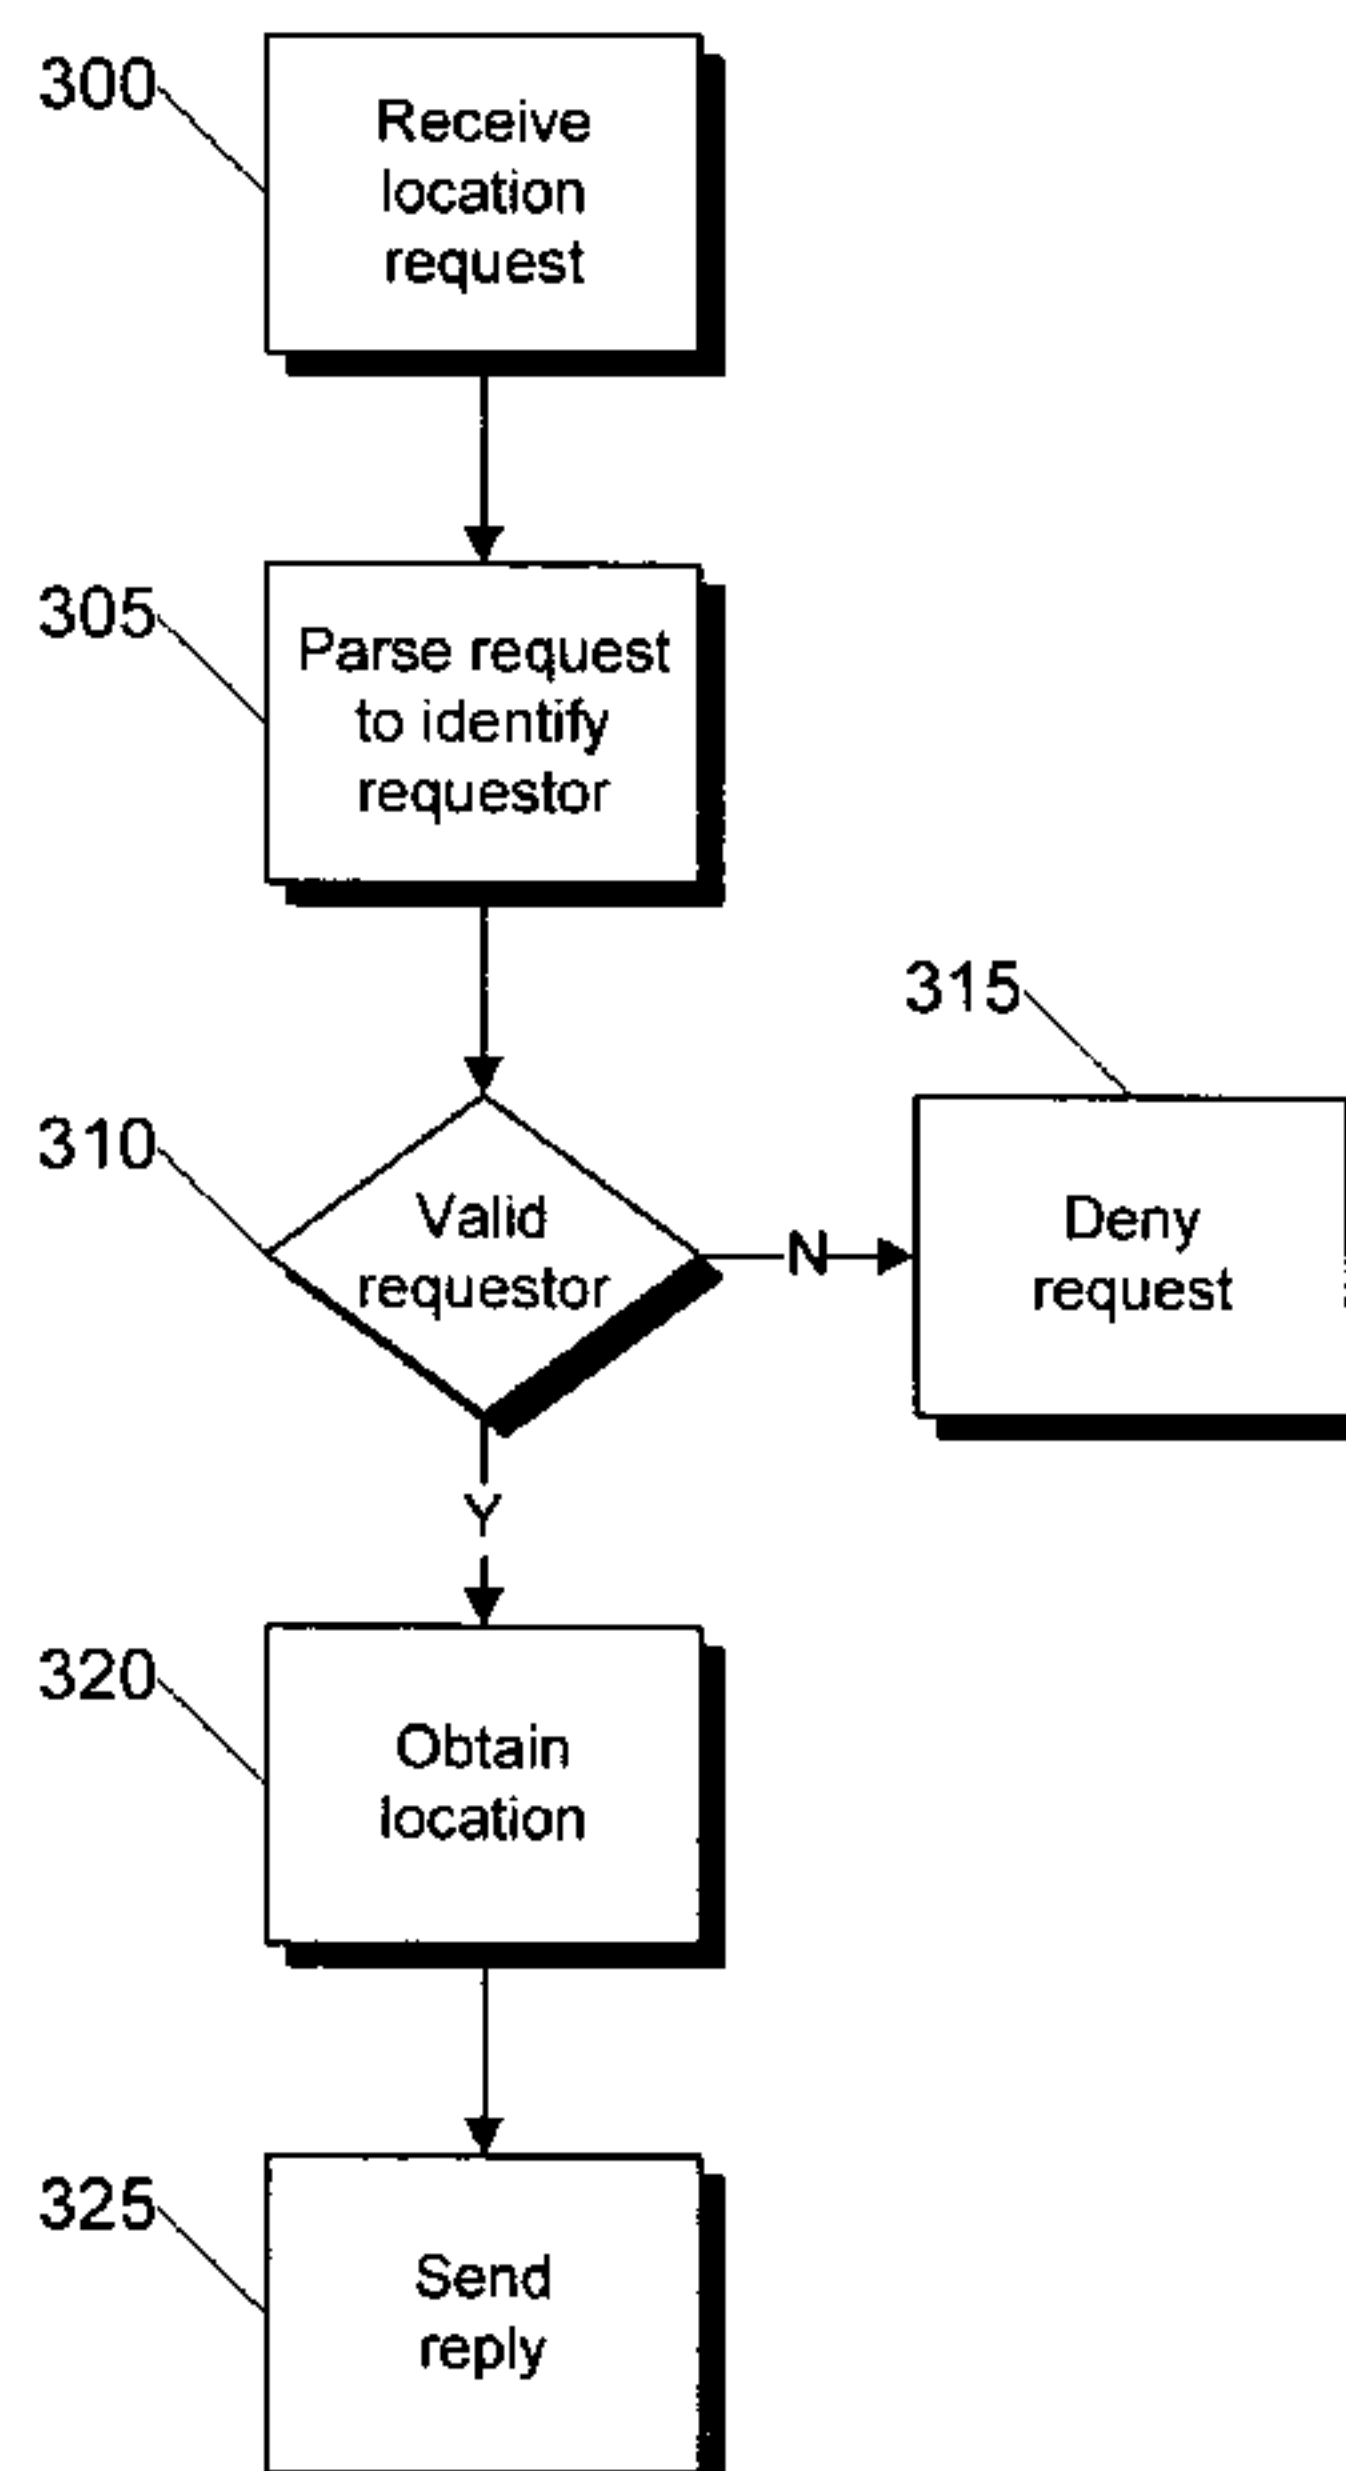 300
Receive
location
request
305
Parse request
to identify
requestor
315
310
Valid
requestor
N
Deny
request
Y
320
Obtain
location
325
Send
reply